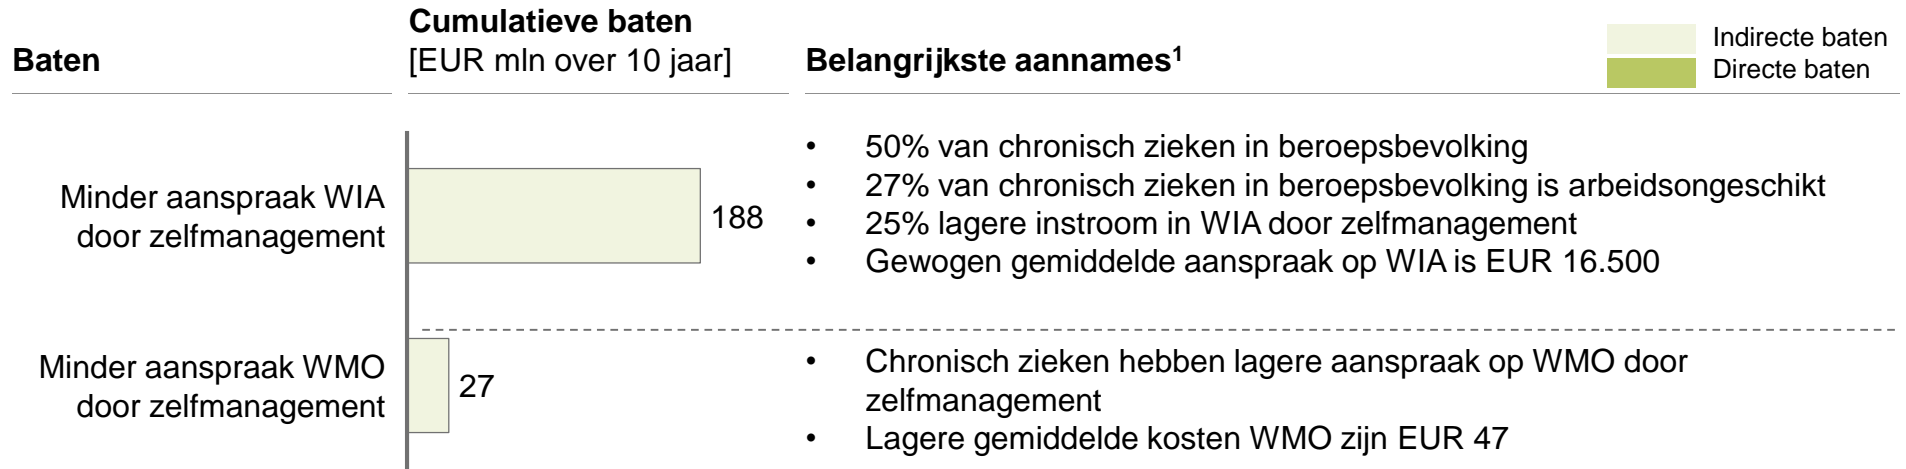 Baten
Cumulatieve baten
[EUR mln over 10 jaar]
Belangrijkste aannames¹
Indirecte baten
Directe baten
Minder aanspraak WIA
door zelfmanagement
188
• 50% van chronisch zieken in beroepsbevolking
• 27% van chronisch zieken in beroepsbevolking is arbeidsongeschikt
• 25% lagere instroom in WIA door zelfmanagement
• Gewogen gemiddelde aanspraak op WIA is EUR 16.500
Minder aanspraak WMO
door zelfmanagement
27
• Chronisch zieken hebben lagere aanspraak op WMO door
zelfmanagement
• Lagere gemiddelde kosten WMO zijn EUR 47